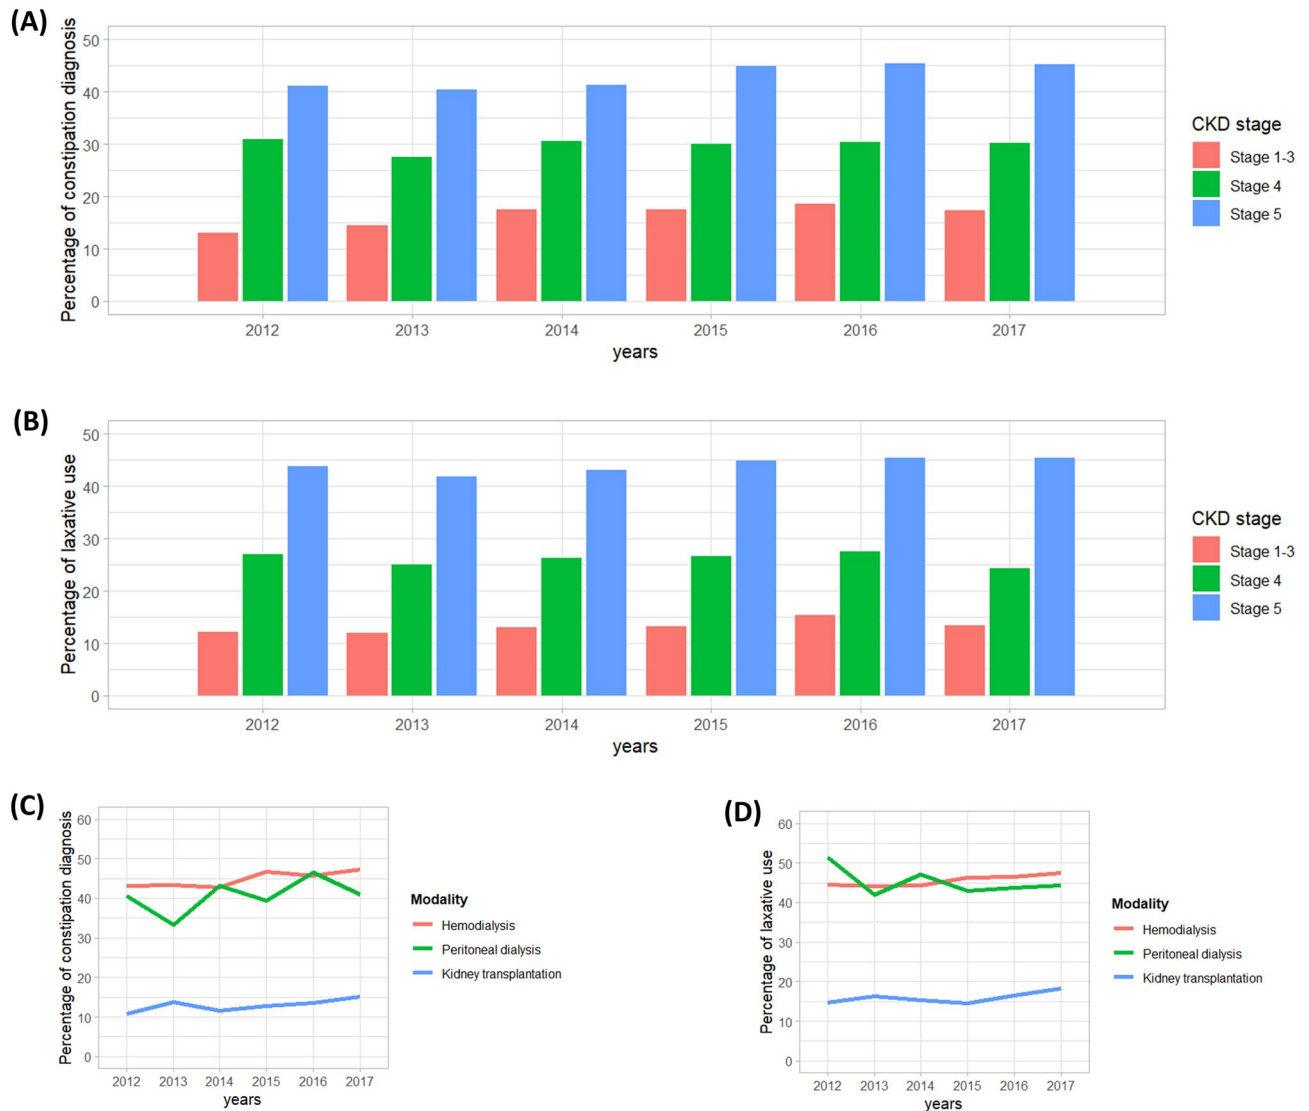 (A)
Percentage of constipation diagnosis
50
40
30
20
10
0
2012 2013 2014 2015 2016 2017
years
CKD stage
Stage 1-3
Stage 4
Stage 5
(B)
Percentage of laxative use
50
40
30
20
10
0
2012 2013 2014 2015 2016 2017
years
CKD stage
Stage 1-3
Stage 4
Stage 5
(C)
Percentage of constipation diagnosis
60
50
40
30
20
10
0
2012 2013 2014 2015 2016 2017
years
Modality
Hemodialysis
Peritoneal dialysis
Kidney transplantation
(D)
Percentage of laxative use
60
50
40
30
20
10
0
2012 2013 2014 2015 2016 2017
years
Modality
Hemodialysis
Peritoneal dialysis
Kidney transplantation